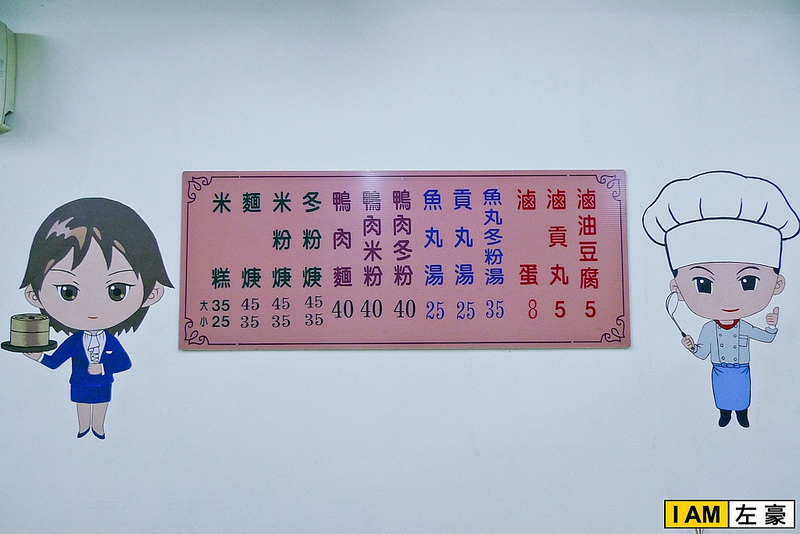 米糕 大35 小25
麵焿 45 35
米粉焿 45 35
冬粉焿 45 35
鴨肉麵 40
鴨肉米粉 40
鴨肉冬粉 40
魚丸湯 25
貢丸湯 25
魚丸冬粉湯 35
滷蛋 8
滷貢丸 5
滷油豆腐 5
I AM 左豪